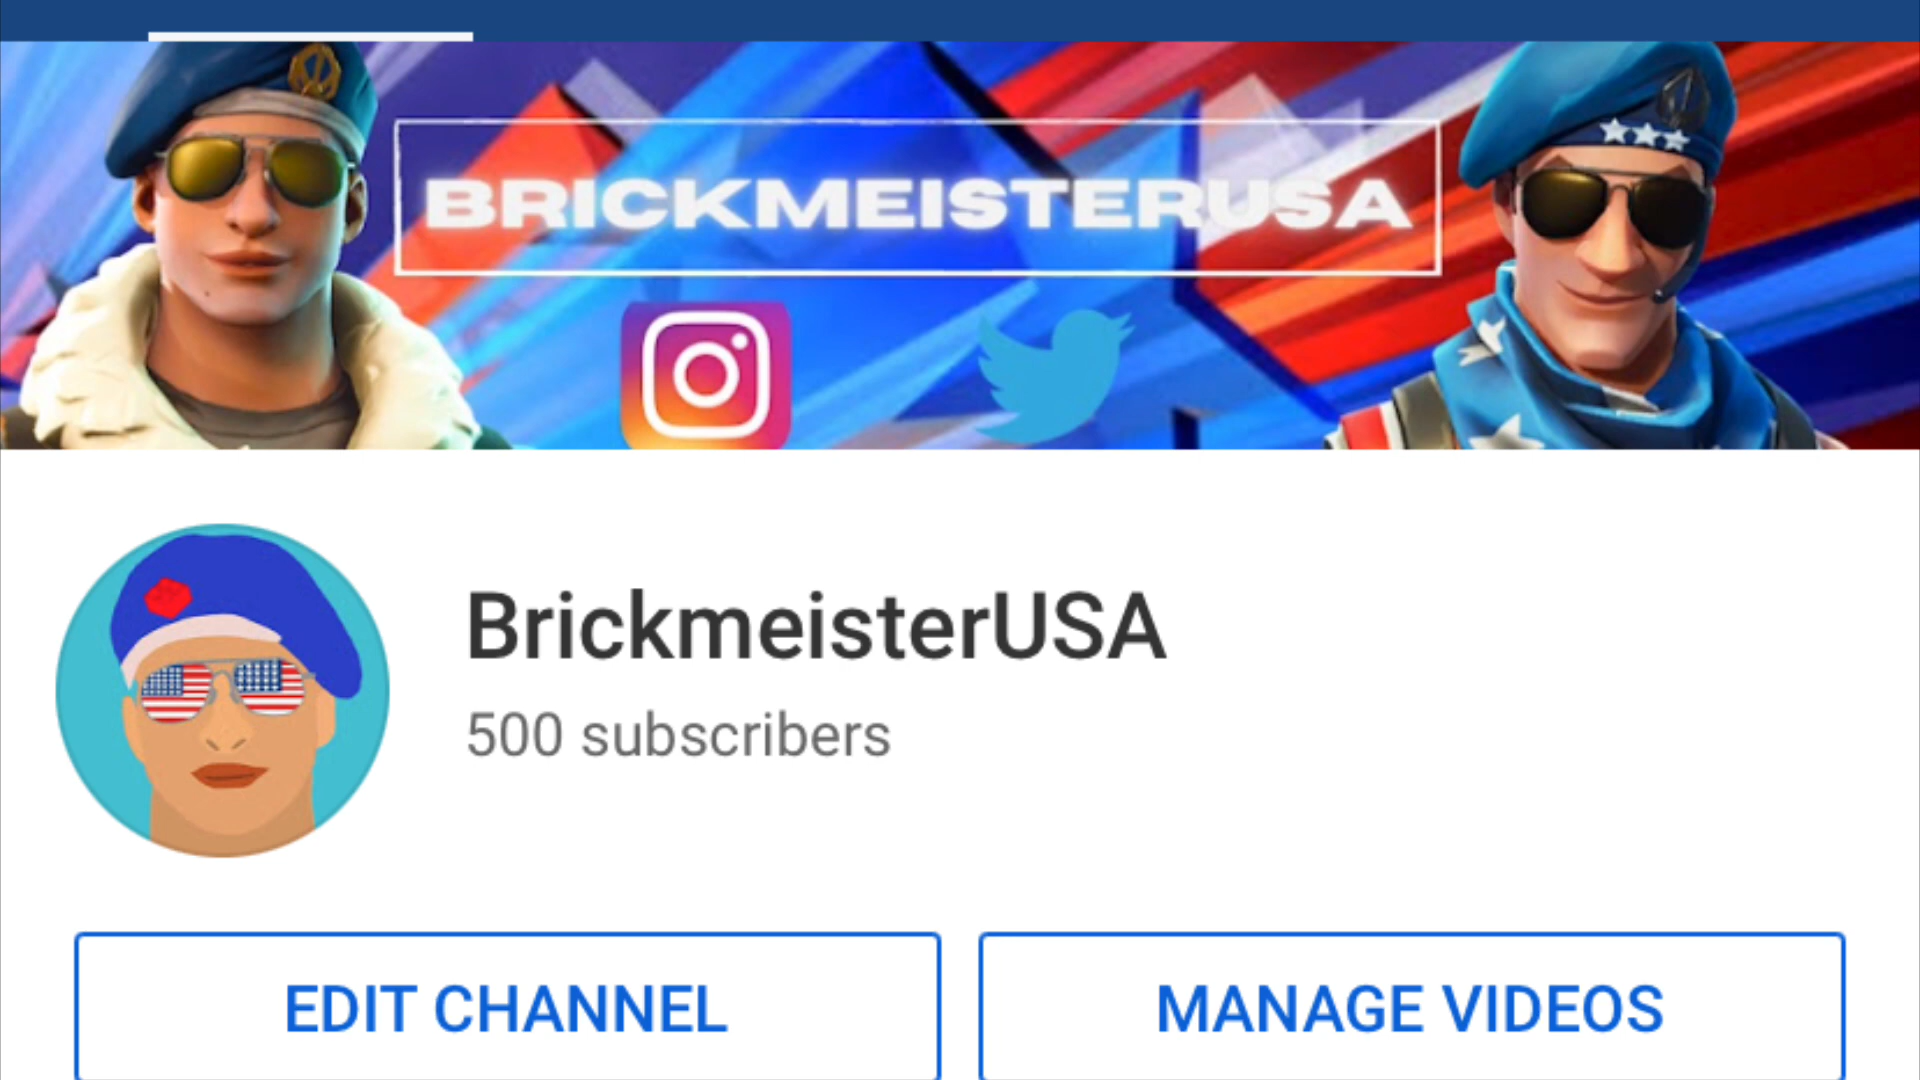 BRICKMEISTERUSA
BrickmeisterUSA
500 subscribers
EDIT CHANNEL
MANAGE VIDEOS